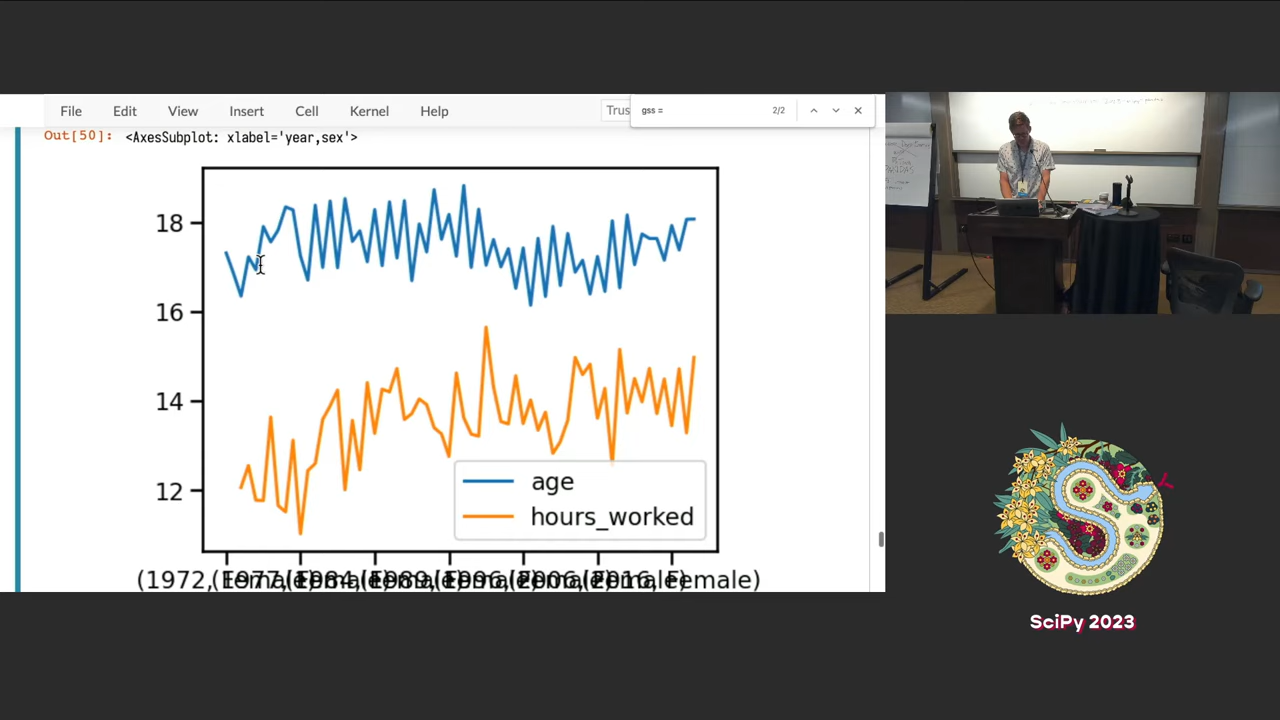 File Edit View Insert Cell Kernel Help Trus gss = 2/2
Out[50]: <AxesSubplot: xlabel='year,sex'>
18
16
14
12
age
hours_worked
(1972,
SciPy 2023